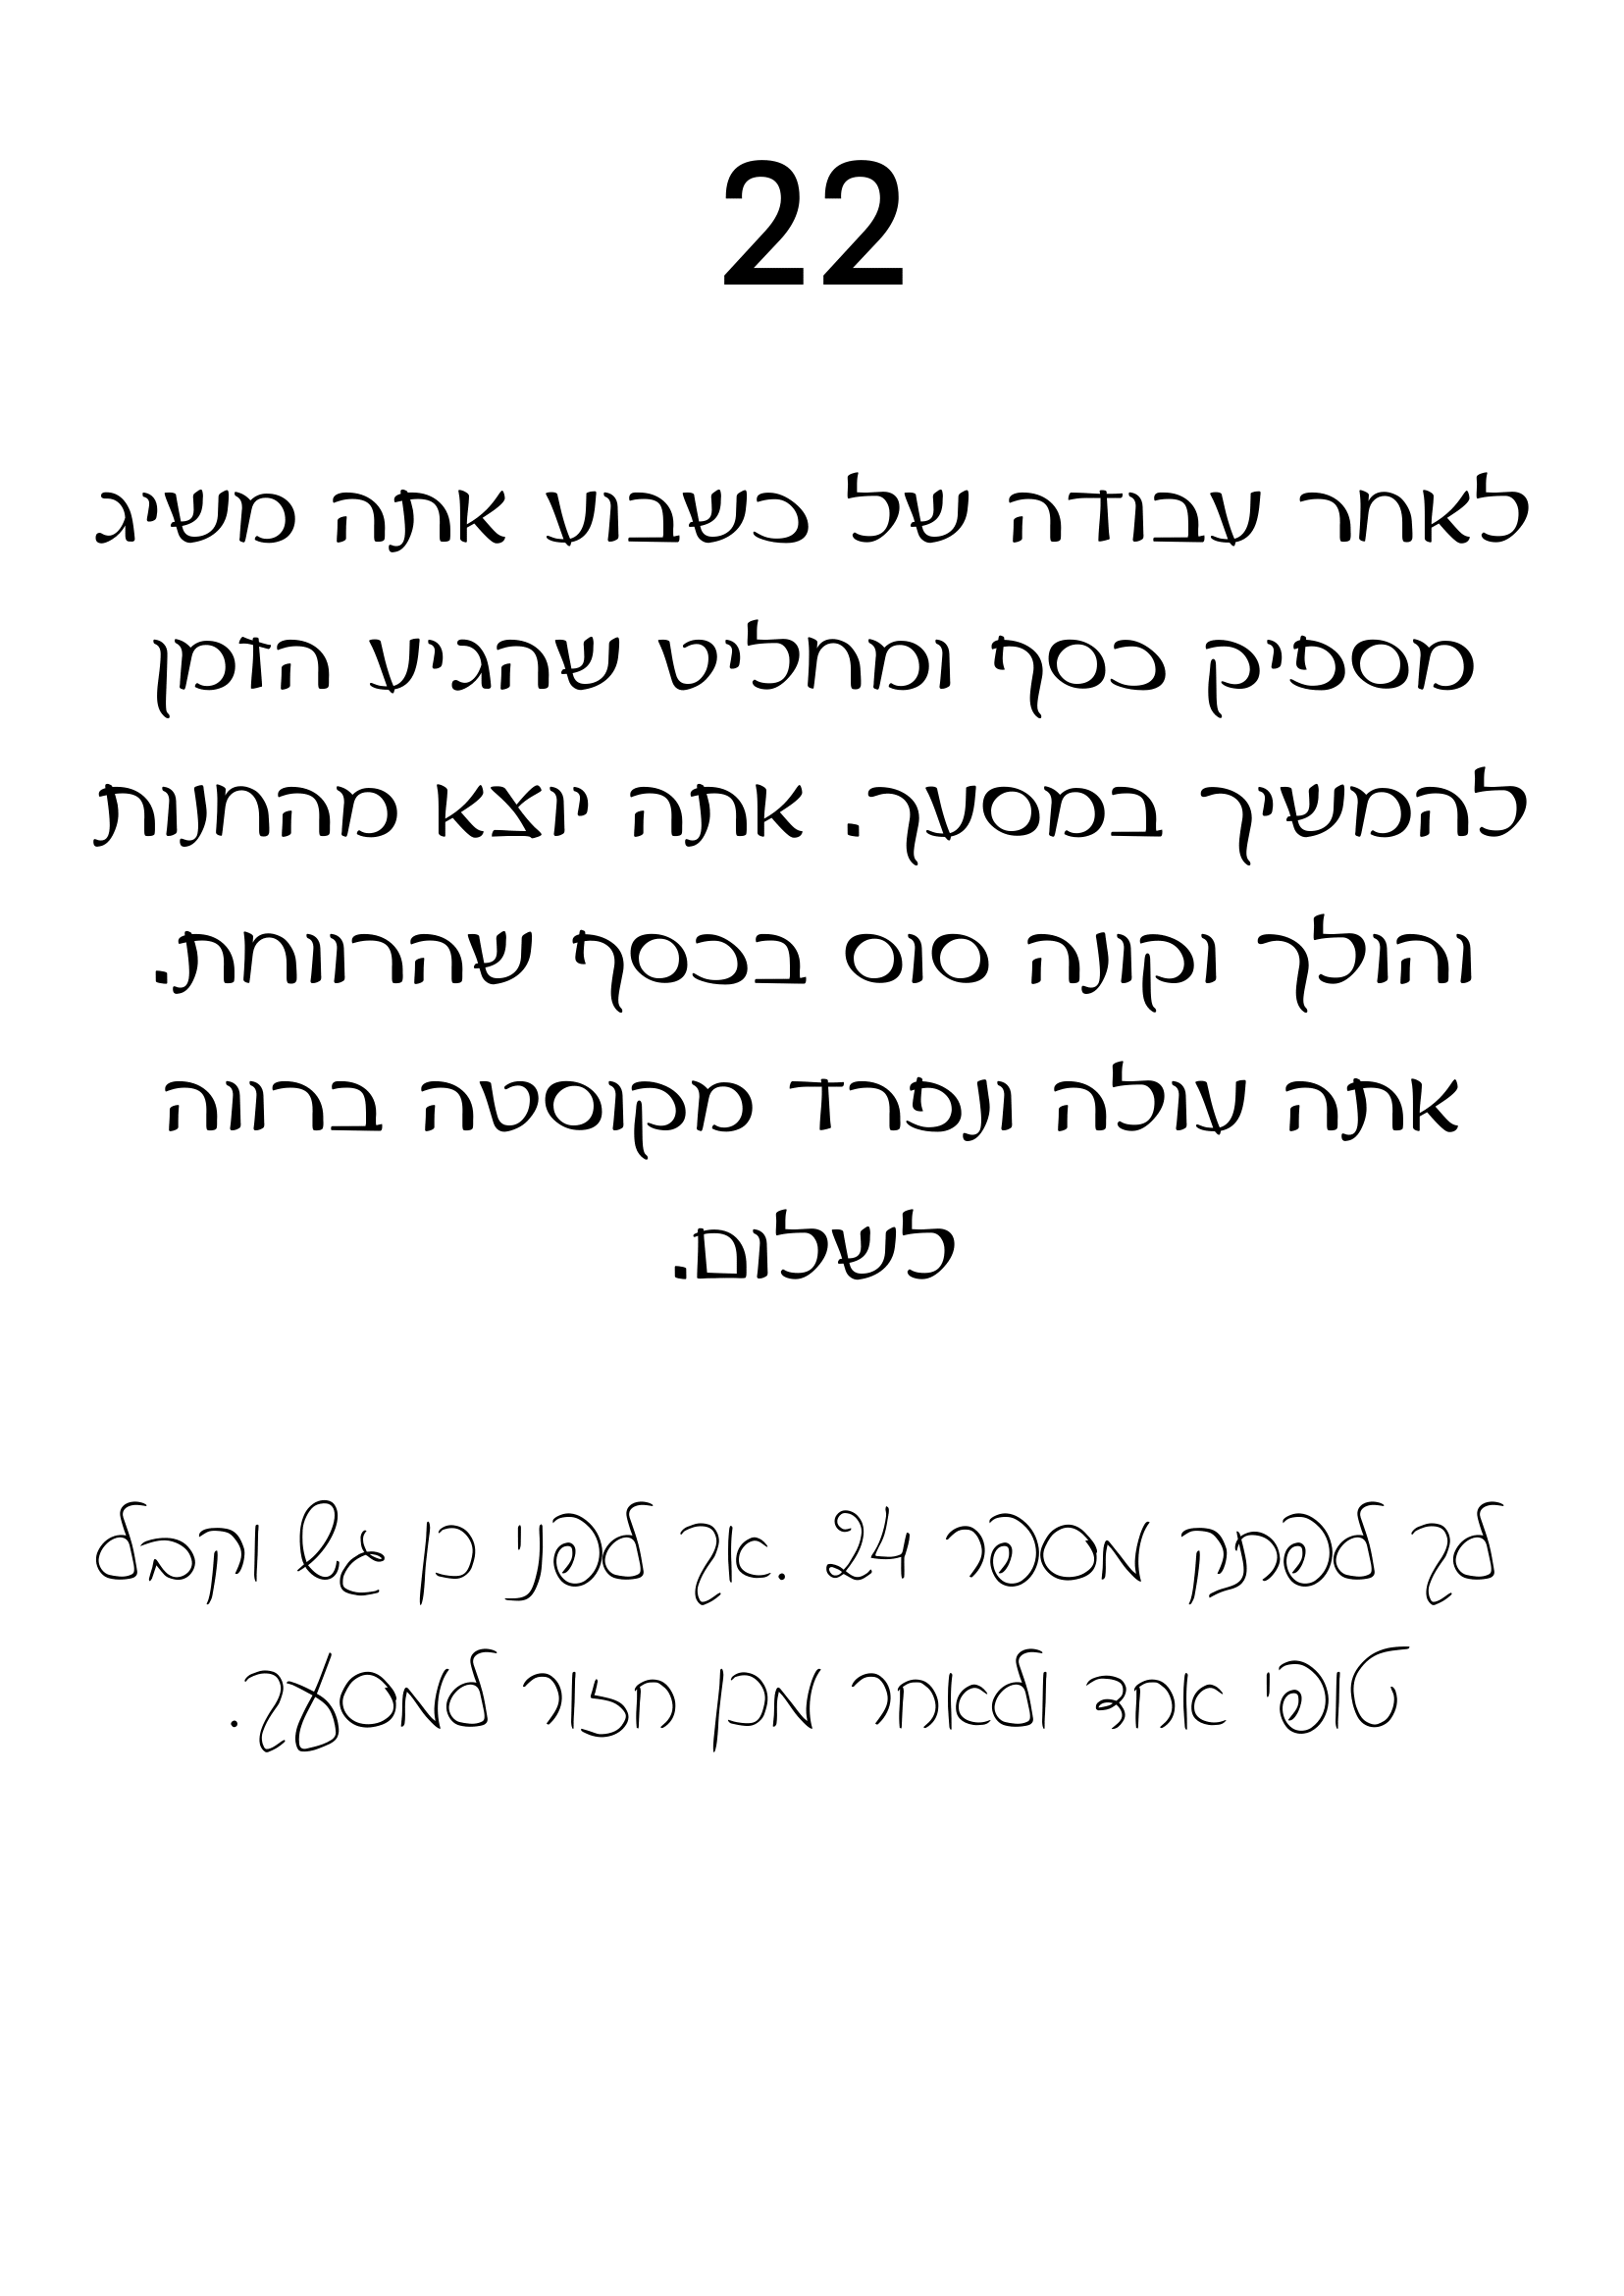 22
לאחר עבודה של כשבוע אתה משיג
מספיק כסף ומחליט שהגיע הזמן
להמשיך במסעך. אתה יוצא מהחנות
והולך וקונה סוס בכסף שהרווחת.
אתה עולה ונפרד מקוסטה ברווה
לשלום.
לך לפתק מספר 24. אך לפני כן גש וקבל
טופי אחד ולאחר מכן חזור למסעך.